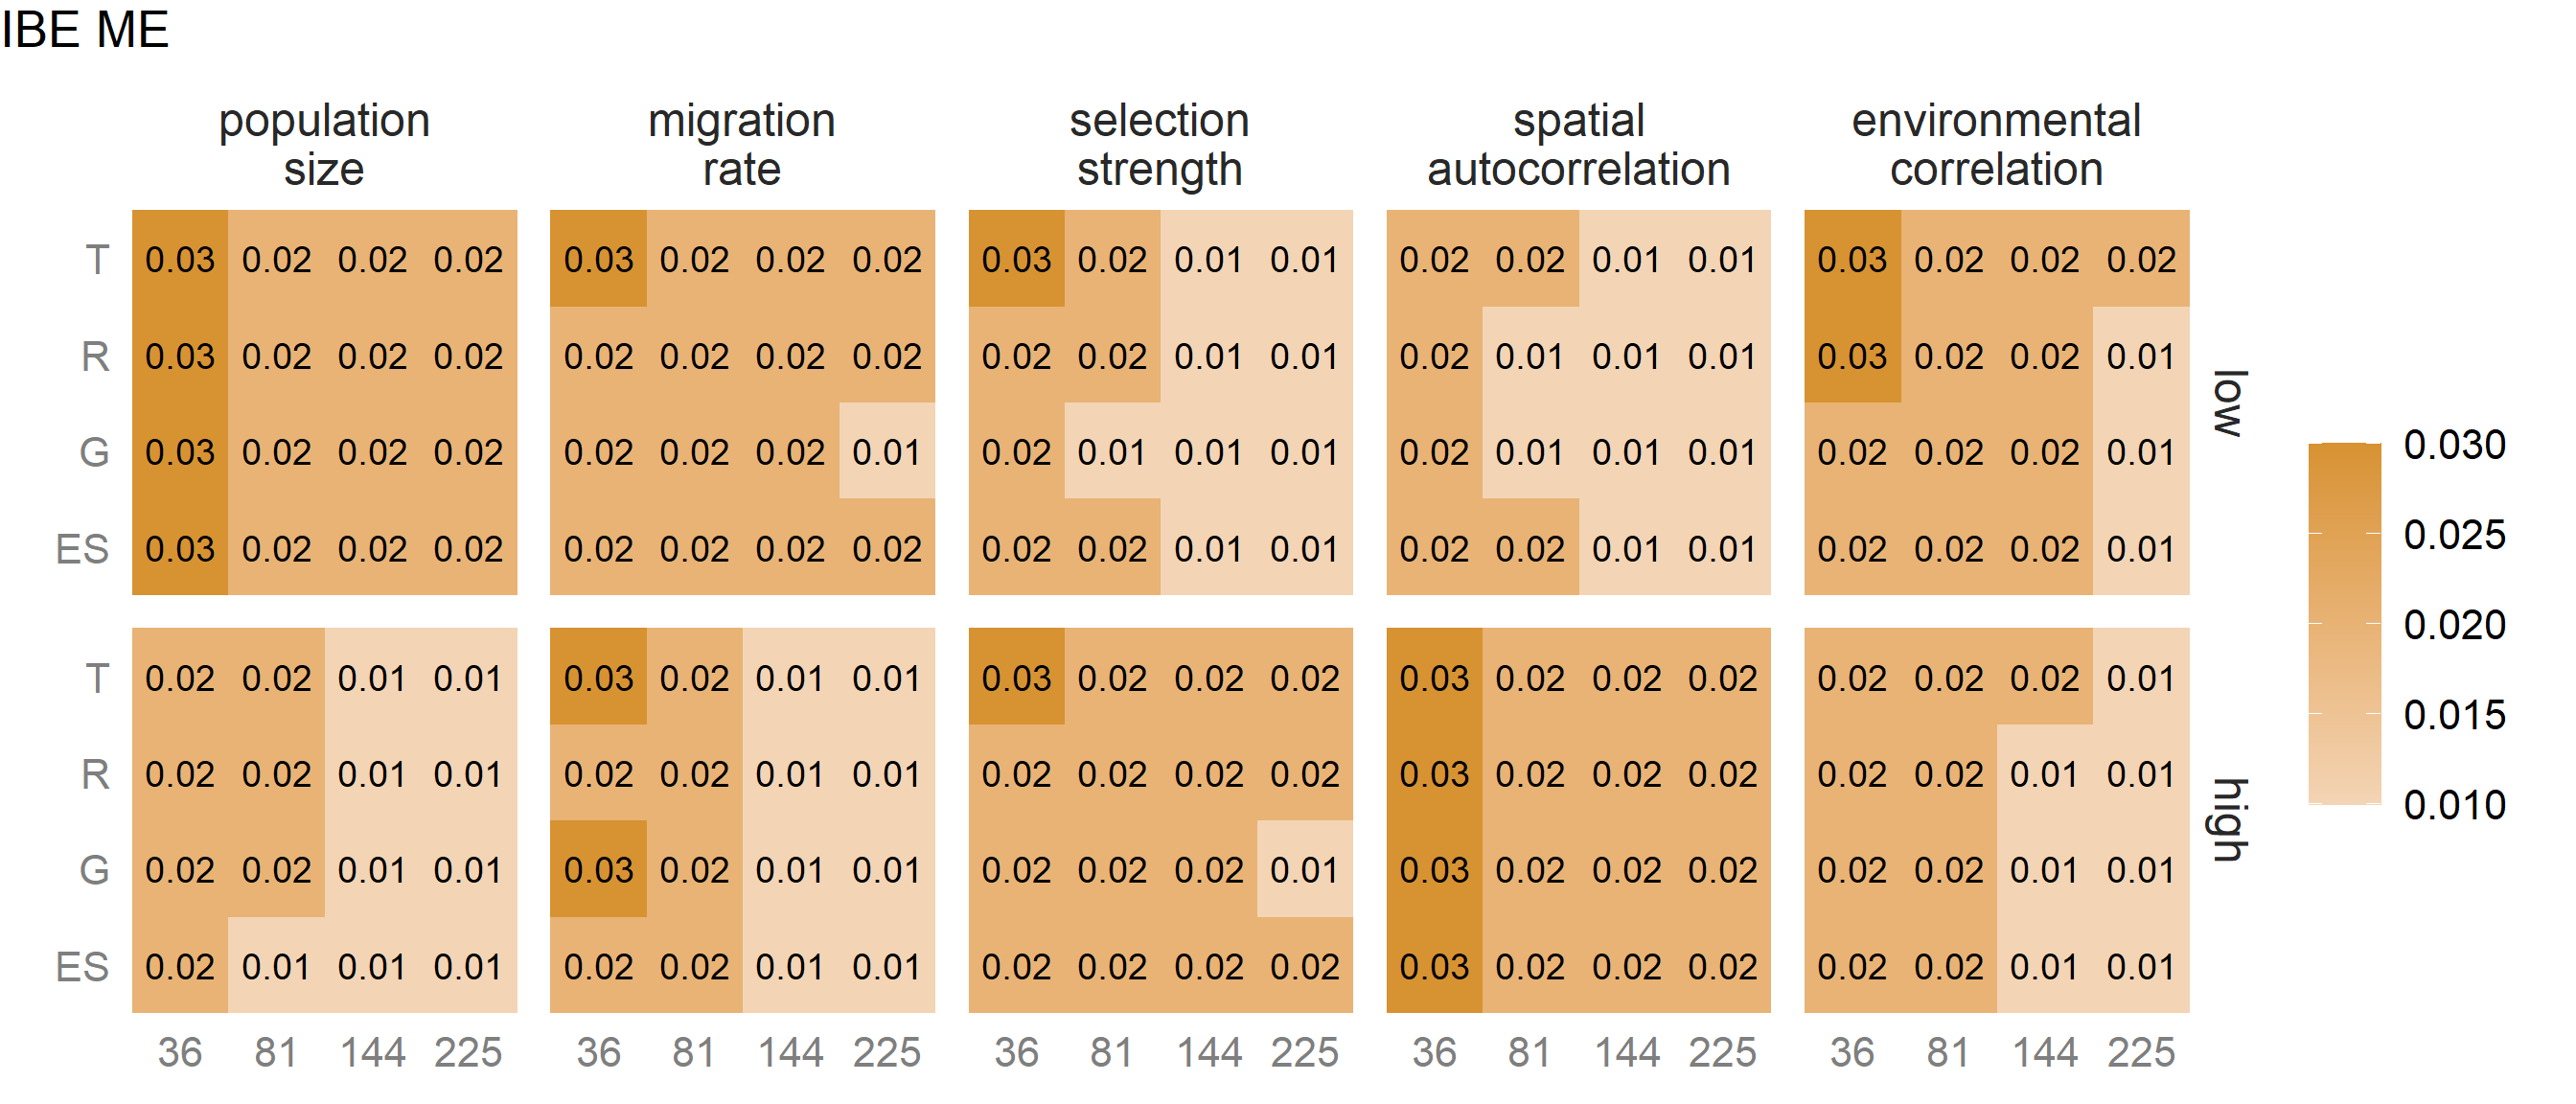 IBE ME
population size
migration rate
selection strength
spatial autocorrelation
environmental correlation
T 0.03 0.02 0.02 0.02 0.03 0.02 0.02 0.02 0.03 0.02 0.01 0.01 0.02 0.02 0.01 0.01 0.03 0.02 0.02 0.02
R 0.03 0.02 0.02 0.02 0.02 0.02 0.02 0.02 0.02 0.02 0.01 0.01 0.02 0.01 0.01 0.01 0.03 0.02 0.02 0.01
G 0.03 0.02 0.02 0.02 0.02 0.02 0.02 0.01 0.02 0.01 0.01 0.01 0.02 0.01 0.01 0.01 0.02 0.02 0.02 0.01
ES 0.03 0.02 0.02 0.02 0.02 0.02 0.02 0.02 0.02 0.02 0.01 0.01 0.02 0.02 0.01 0.01 0.02 0.02 0.02 0.01
low
T 0.02 0.02 0.01 0.01 0.03 0.02 0.01 0.01 0.03 0.02 0.02 0.02 0.03 0.02 0.02 0.02 0.02 0.02 0.02 0.01
R 0.02 0.02 0.01 0.01 0.02 0.02 0.01 0.01 0.02 0.02 0.02 0.02 0.03 0.02 0.02 0.02 0.02 0.02 0.01 0.01
G 0.02 0.02 0.01 0.01 0.03 0.02 0.01 0.01 0.02 0.02 0.02 0.01 0.03 0.02 0.02 0.02 0.02 0.02 0.01 0.01
ES 0.02 0.01 0.01 0.01 0.02 0.02 0.01 0.01 0.02 0.02 0.02 0.02 0.03 0.02 0.02 0.02 0.02 0.02 0.01 0.01
high
36 81 144 225 36 81 144 225 36 81 144 225 36 81 144 225 36 81 144 225
0.030
0.025
0.020
0.015
0.010